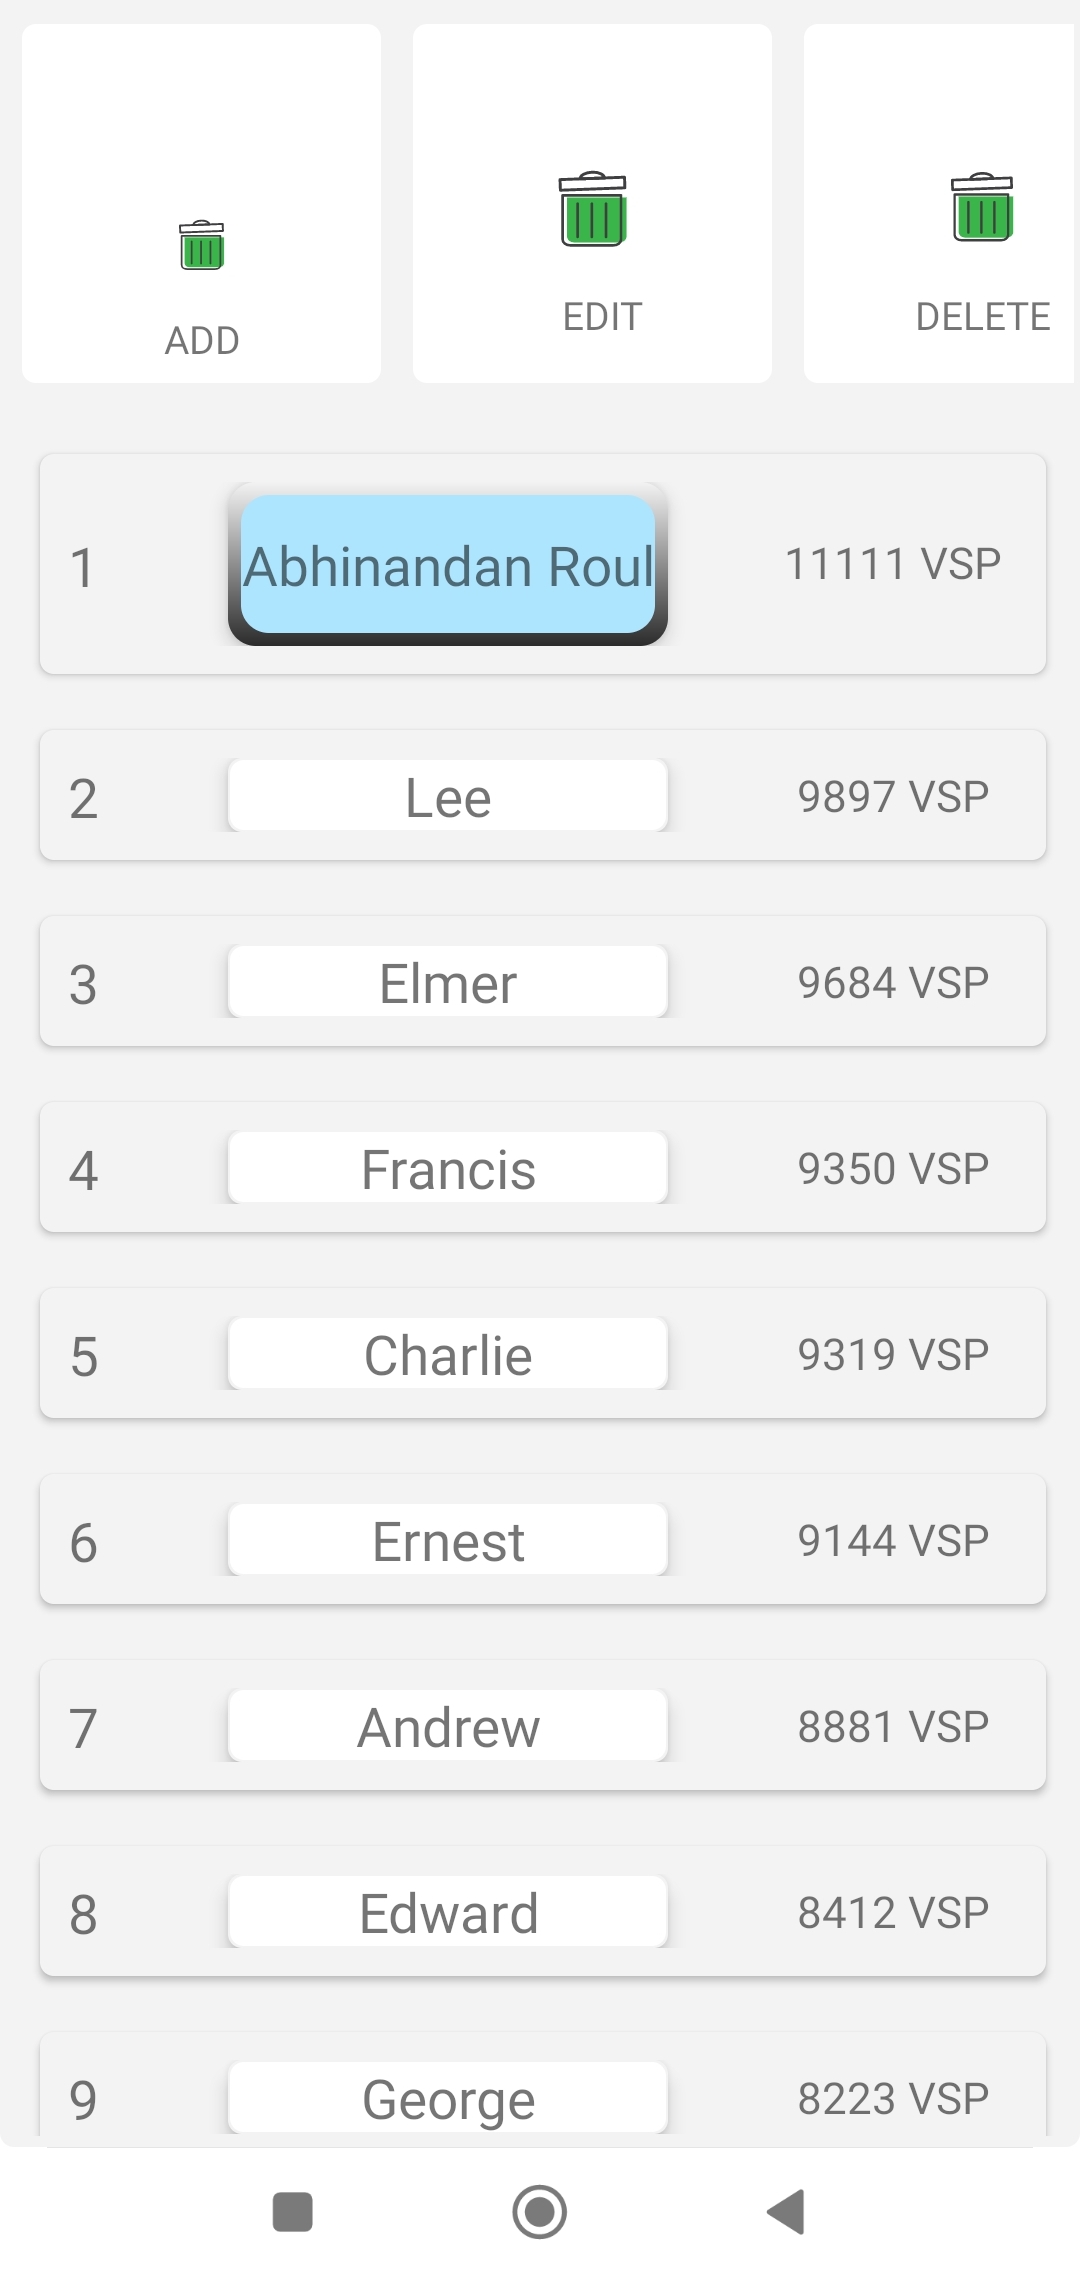 ADD
EDIT
DELETE
1 Abhinandan Roul 11111 VSP
2 Lee 9897 VSP
3 Elmer 9684 VSP
4 Francis 9350 VSP
5 Charlie 9319 VSP
6 Ernest 9144 VSP
7 Andrew 8881 VSP
8 Edward 8412 VSP
9 George 8223 VSP